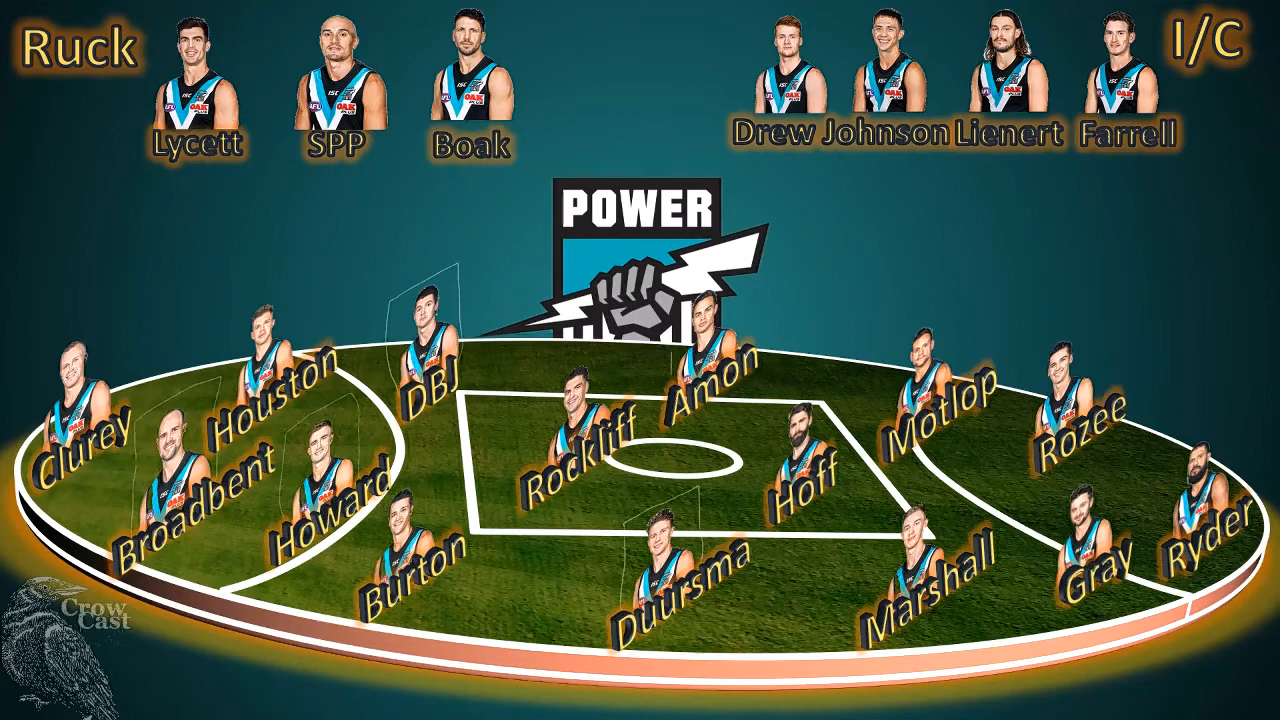 Ruck
I/C
Lycett
SPP
Boak
Drew
Johnson
Lienert
Farrell
POWER
Clurey
Houston
DBJ
Broadbent
Howard
Burton
Rockliff
Amon
Hoff
Duursma
Motlop
Rozee
Marshall
Gray
Ryder
Crow
Cast